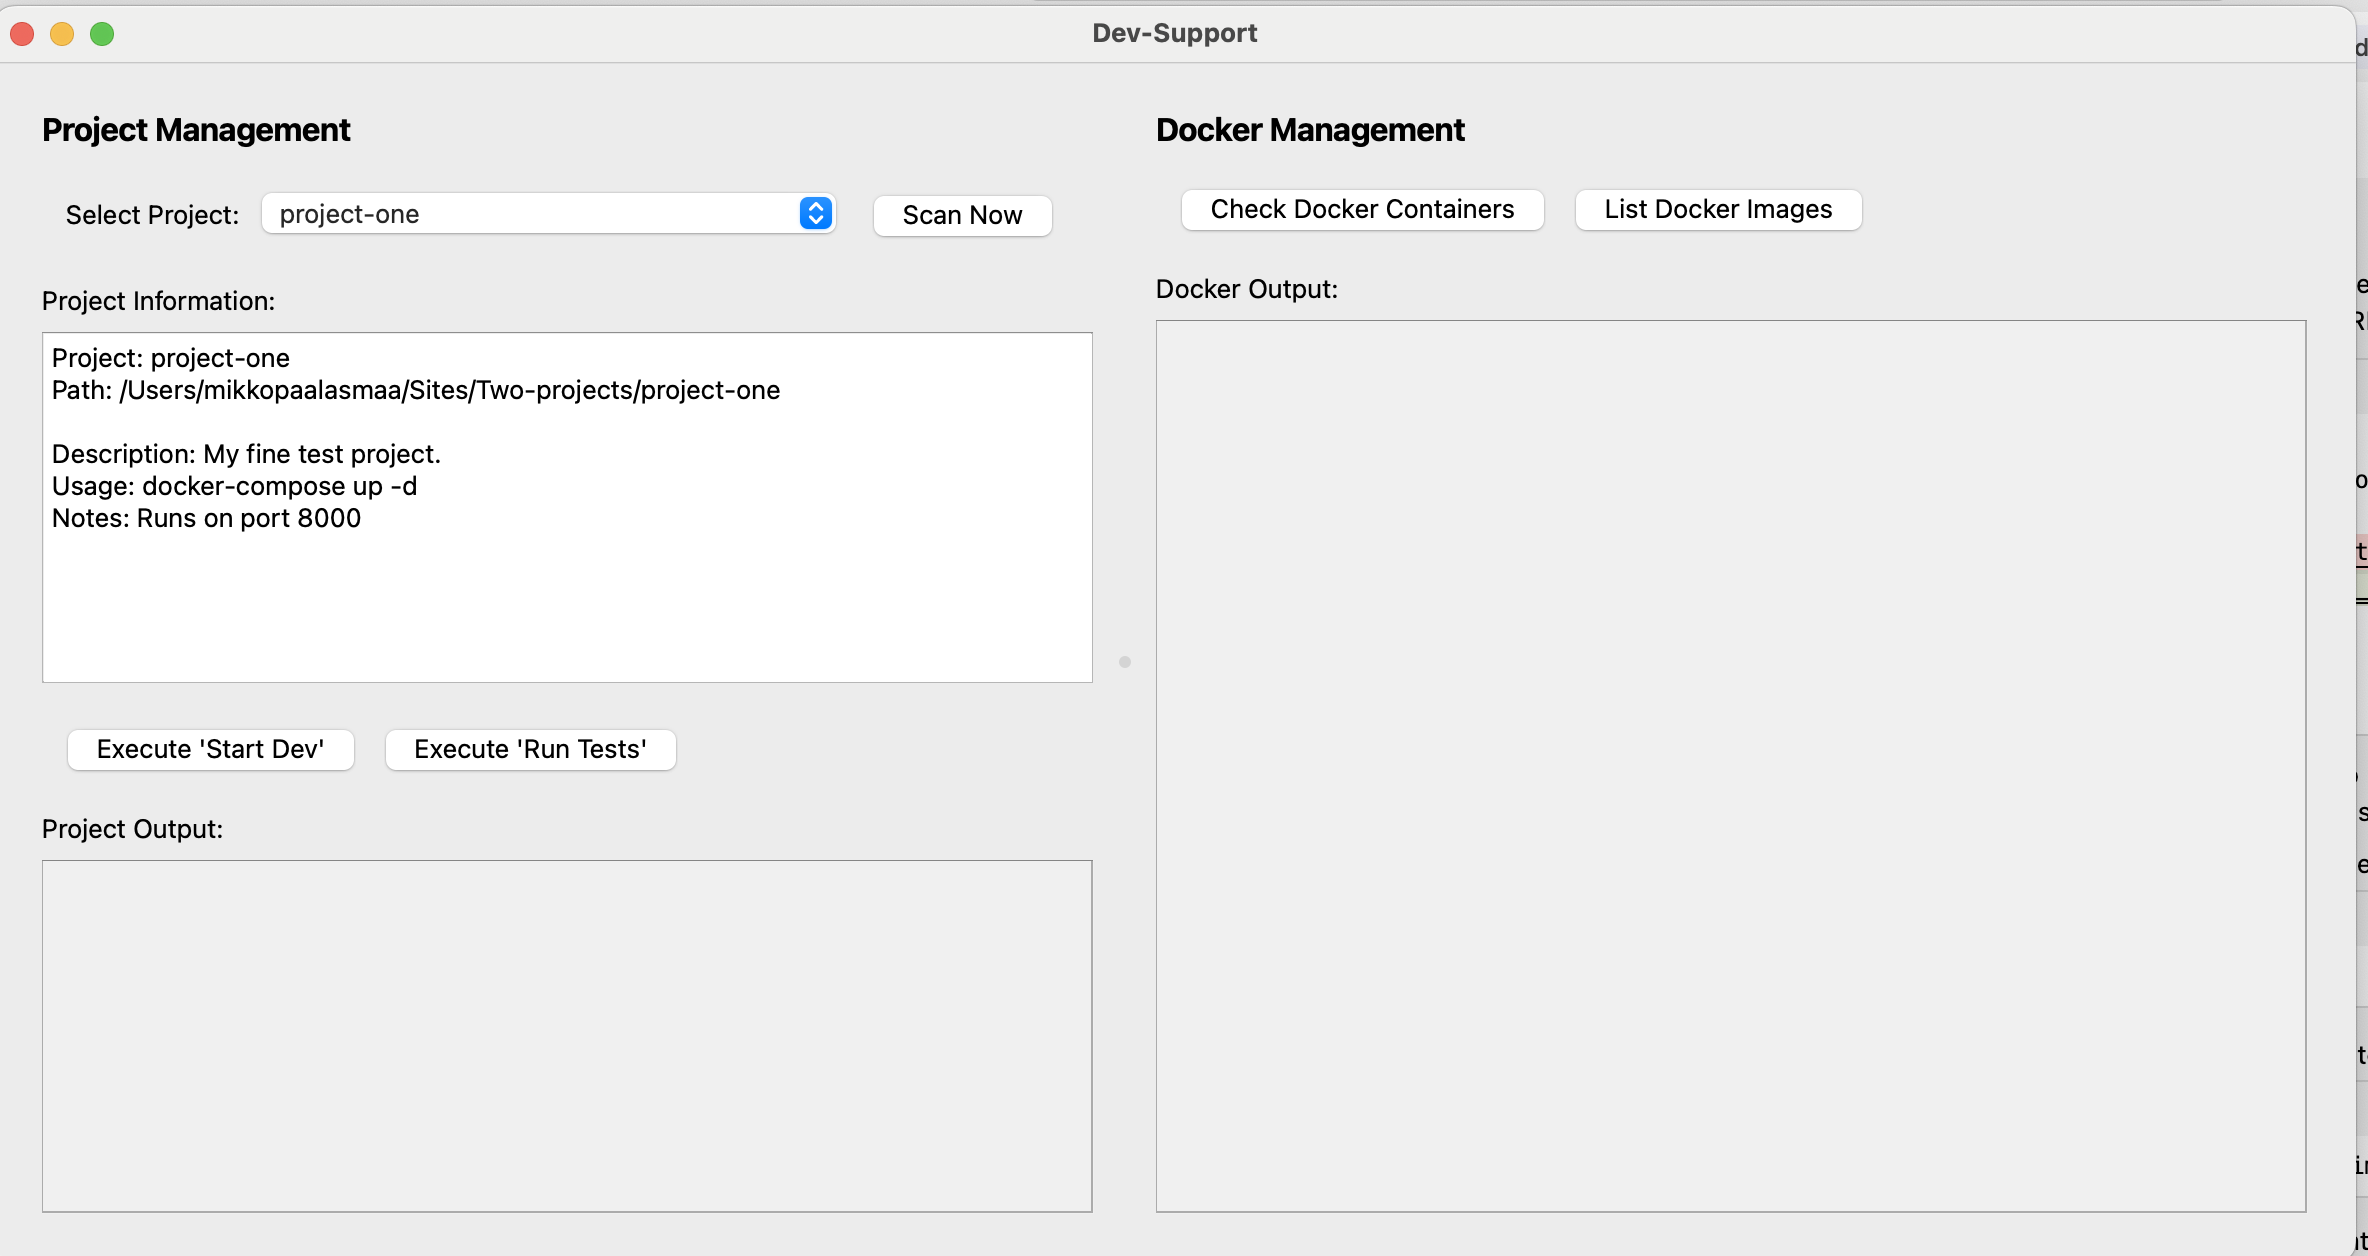 Dev-Support
Project Management
Select Project:
project-one
Scan Now
Project Information:
Project: project-one
Path: /Users/mikkopaalasmaa/Sites/Two-projects/project-one
Description: My fine test project.
Usage: docker-compose up -d
Notes: Runs on port 8000
Execute 'Start Dev'
Execute 'Run Tests'
Project Output:
Docker Management
Check Docker Containers
List Docker Images
Docker Output: